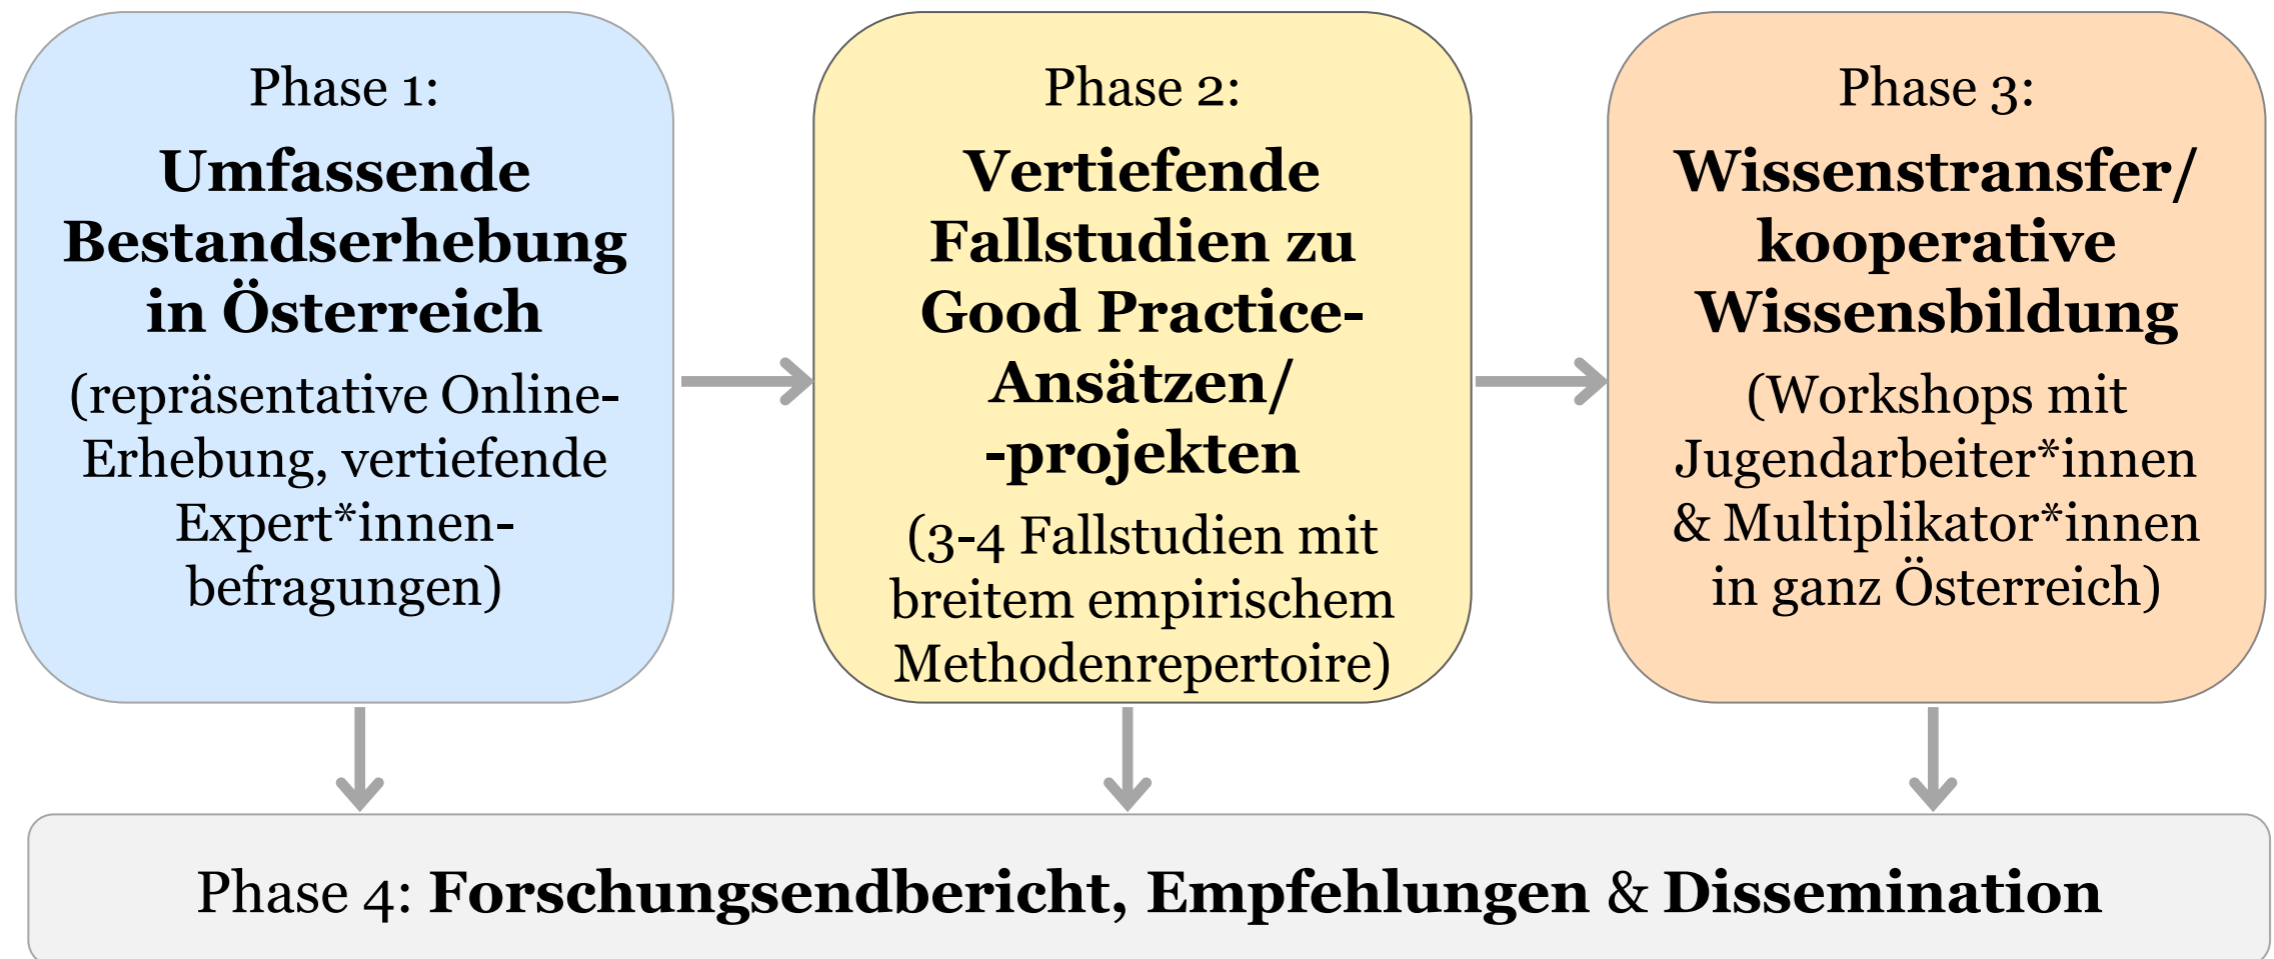 Phase 1:
Umfassende
Bestandserhebung
in Österreich
(repräsentative Online-
Erhebung, vertiefende
Expert*innen-
befragungen)
Phase 2:
Vertiefende
Fallstudien zu
Good Practice-
Ansätzen/
-projekten
(3-4 Fallstudien mit
breitem empirischem
Methodenrepertoire)
Phase 3:
Wissenstransfer/
kooperative
Wissensbildung
(Workshops mit
Jugendarbeiter*innen
& Multiplikator*innen
in ganz Österreich)
Phase 4: Forschungsendbericht, Empfehlungen & Dissemination